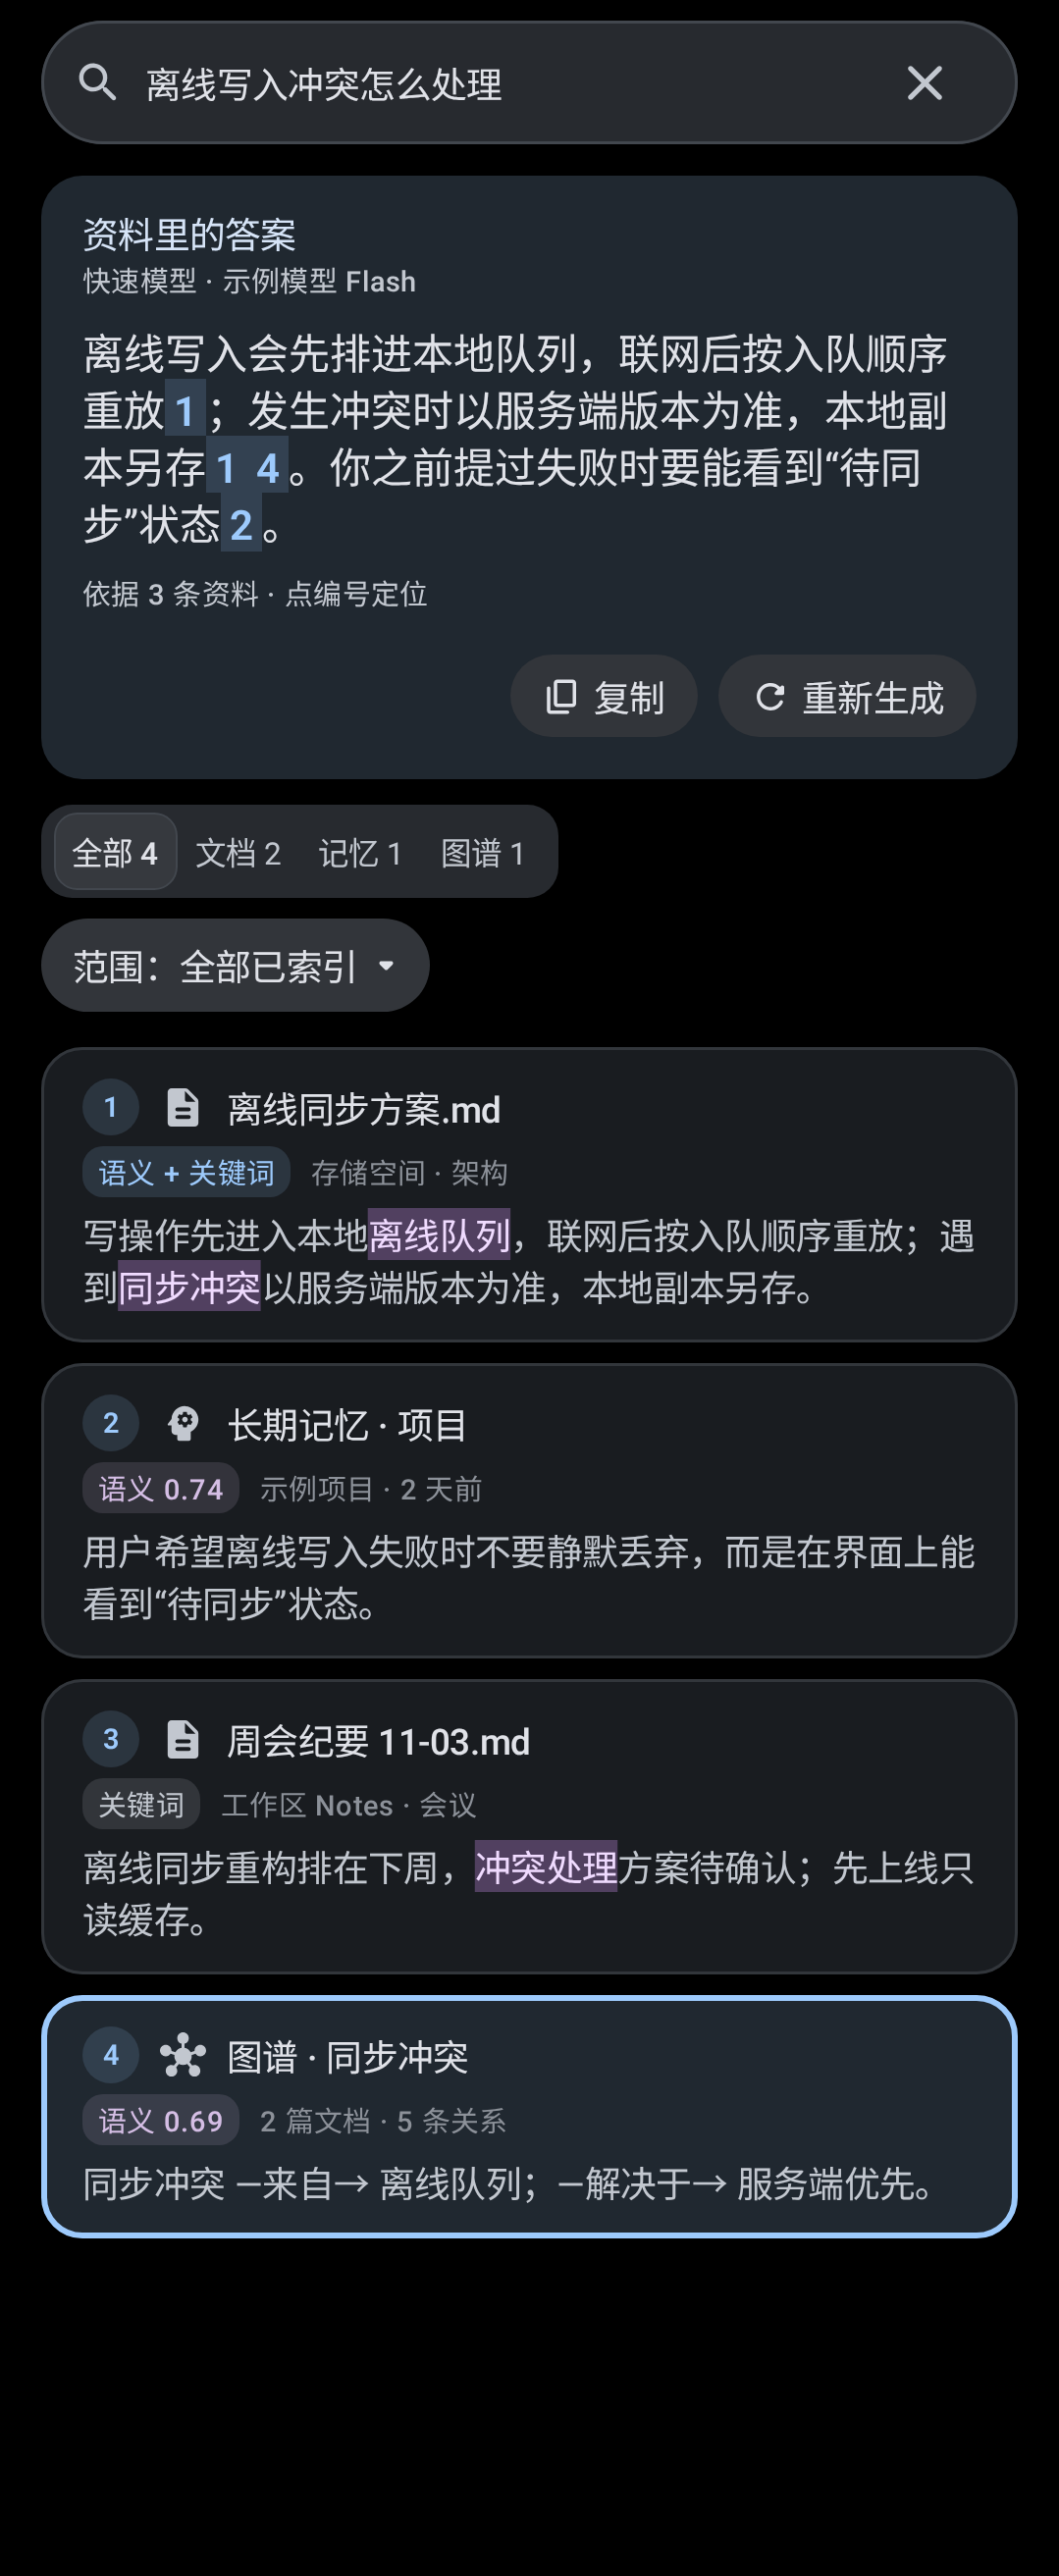 离线写入冲突怎么处理
资料里的答案
快速模型 · 示例模型 Flash
离线写入会先排进本地队列，联网后按入队顺序
重放 1 ；发生冲突时以服务端版本为准，本地副
本另存 1 4 。你之前提过失败时要能看到“待同
步”状态 2 。
依据 3 条资料 · 点编号定位
复制 重新生成
全部 4 文档 2 记忆 1 图谱 1
范围：全部已索引
1 离线同步方案.md
语义 + 关键词 存储空间 · 架构
写操作先进入本地离线队列，联网后按入队顺序重放；遇
到同步冲突以服务端版本为准，本地副本另存。
2 长期记忆 · 项目
语义 0.74 示例项目 · 2 天前
用户希望离线写入失败时不要静默丢弃，而是在界面上能
看到“待同步”状态。
3 周会纪要 11-03.md
关键词 工作区 Notes · 会议
离线同步重构排在下周，冲突处理方案待确认；先上线只
读缓存。
4 图谱 · 同步冲突
语义 0.69 2 篇文档 · 5 条关系
同步冲突 —来自→ 离线队列；—解决于→ 服务端优先。